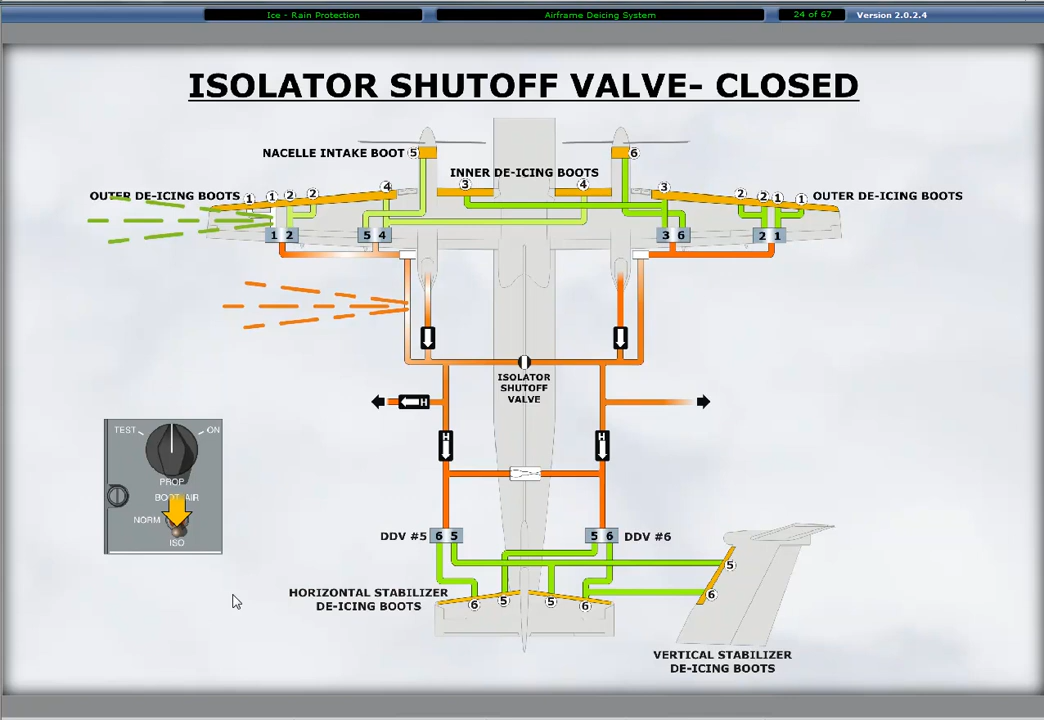 Ice - Rain Protection
Airframe Deicing System
24 of 67
Version 2.0.2.4
ISOLATOR SHUTOFF VALVE- CLOSED
NACELLE INTAKE BOOT 5
6
INNER DE-ICING BOOTS
3 4
OUTER DE-ICING BOOTS
1 1 2 2 4
3 2 2 1 1
OUTER DE-ICING BOOTS
1 2
5 4
3 6
2 1
ISOLATOR
SHUTOFF
VALVE
H
H
H
TEST
ON
PROP
BOOT AIR
NORM
ISO
DDV #5
6 5
5 6
DDV #6
HORIZONTAL STABILIZER
DE-ICING BOOTS
6 5 5 6
5
6
VERTICAL STABILIZER
DE-ICING BOOTS